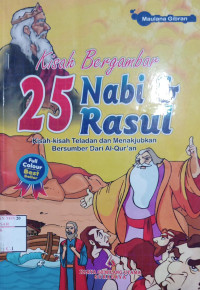 Maulana Gibran
Kisah Bergambar
25 Nabi &
Rasul
Kisah-kisah Teladan dan Menakjubkan
Bersumber Dari Al-Qur'an
Full
Colour
Best